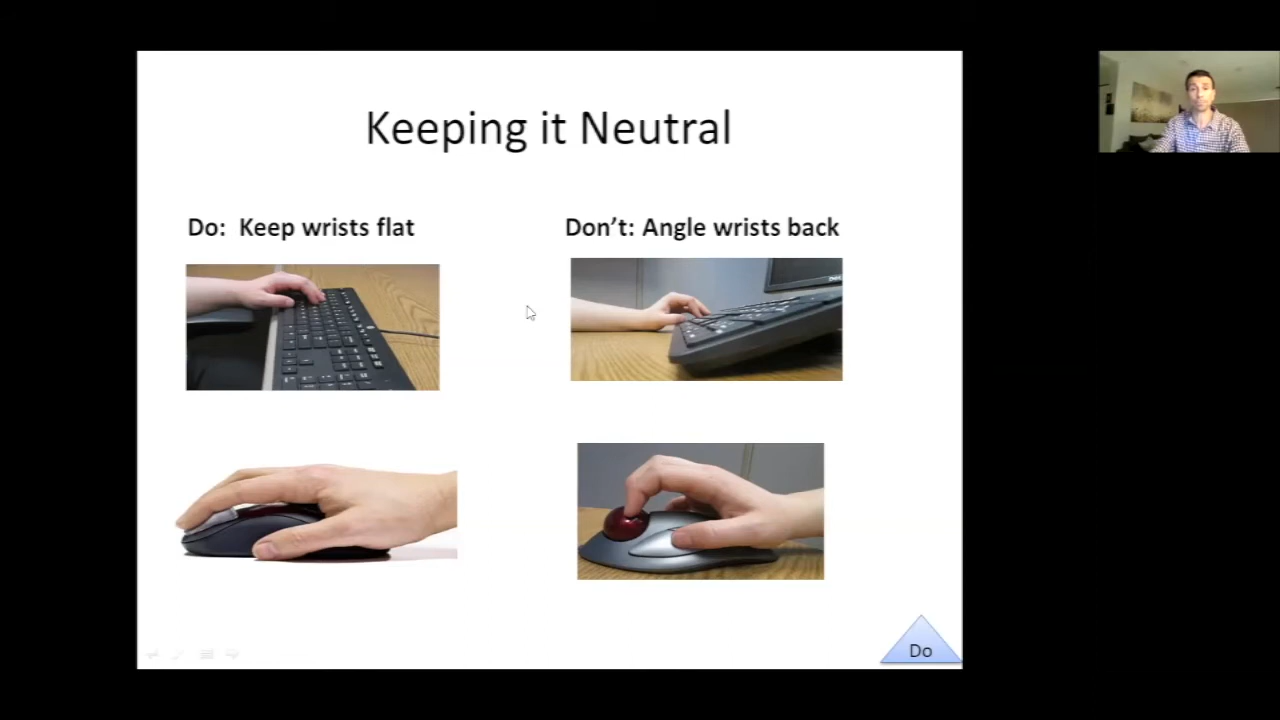 Keeping it Neutral
Do: Keep wrists flat
Don't: Angle wrists back
Do